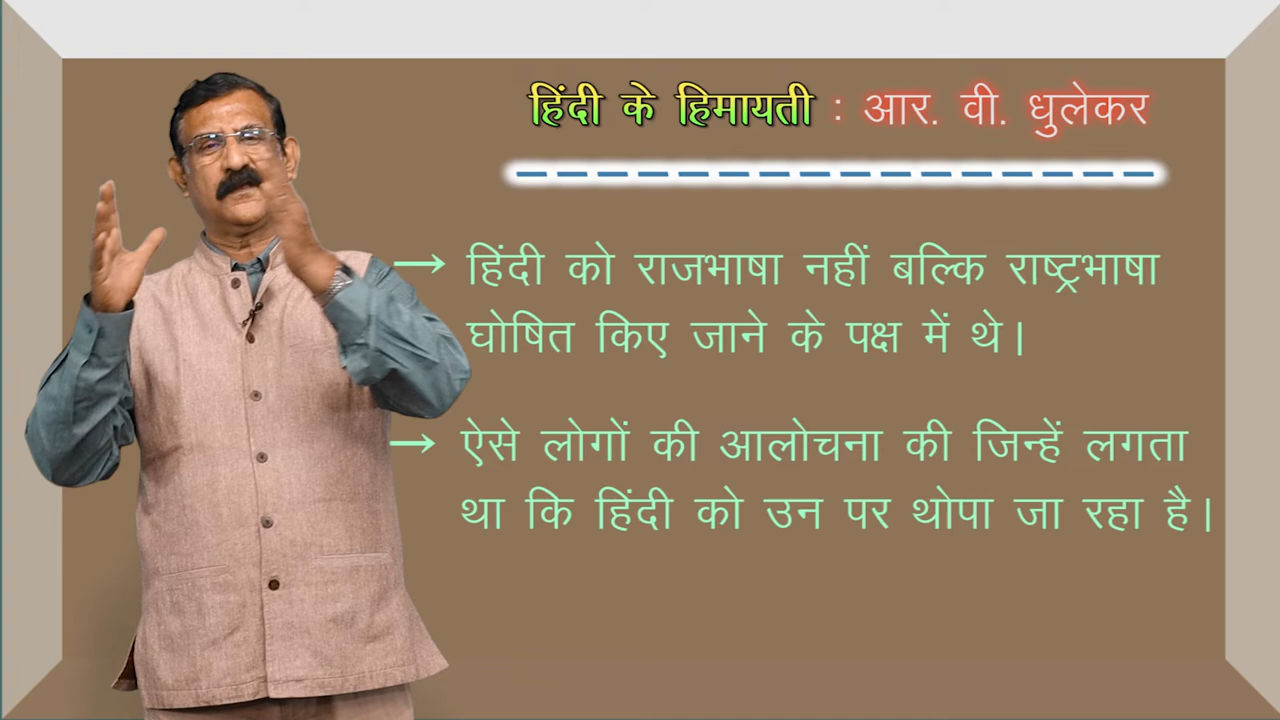 हिंदी के हिमायती : आर. वी. धुलेकर
→ हिंदी को राजभाषा नहीं बल्कि राष्ट्रभाषा
घोषित किए जाने के पक्ष में थे।
→ ऐसे लोगों की आलोचना की जिन्हें लगता
था कि हिंदी को उन पर थोपा जा रहा है।